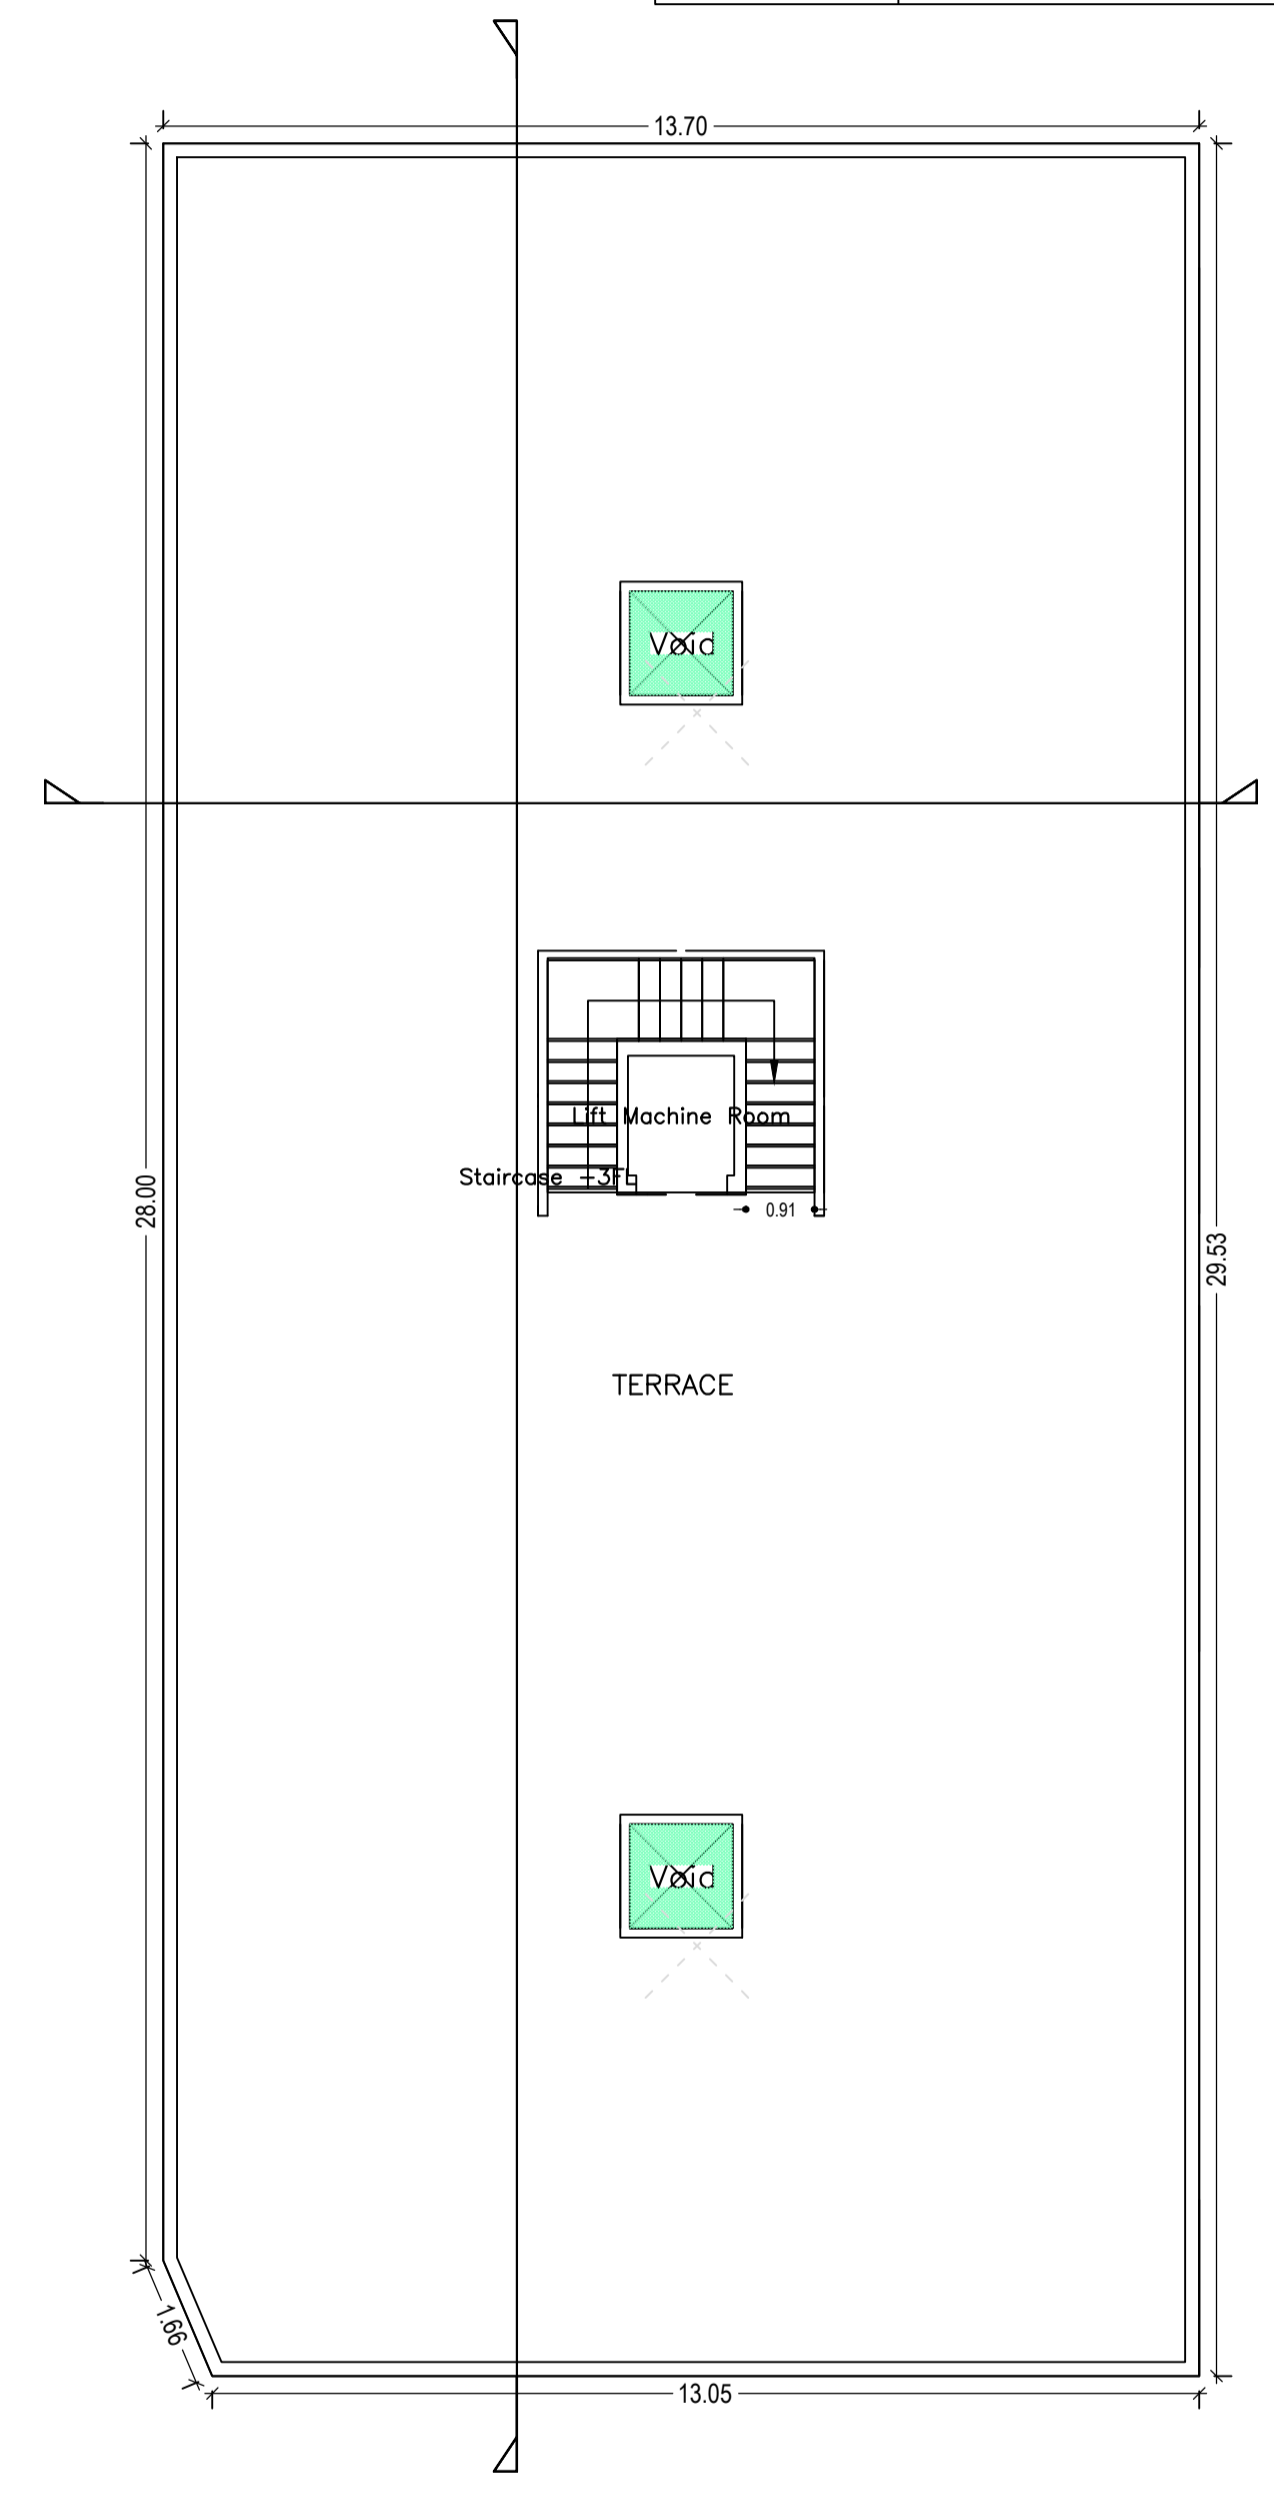 13.70
Void
Lift Machine Room
Staircase -3FL
0.91
28.00
29.53
TERRACE
Void
1.66
13.05